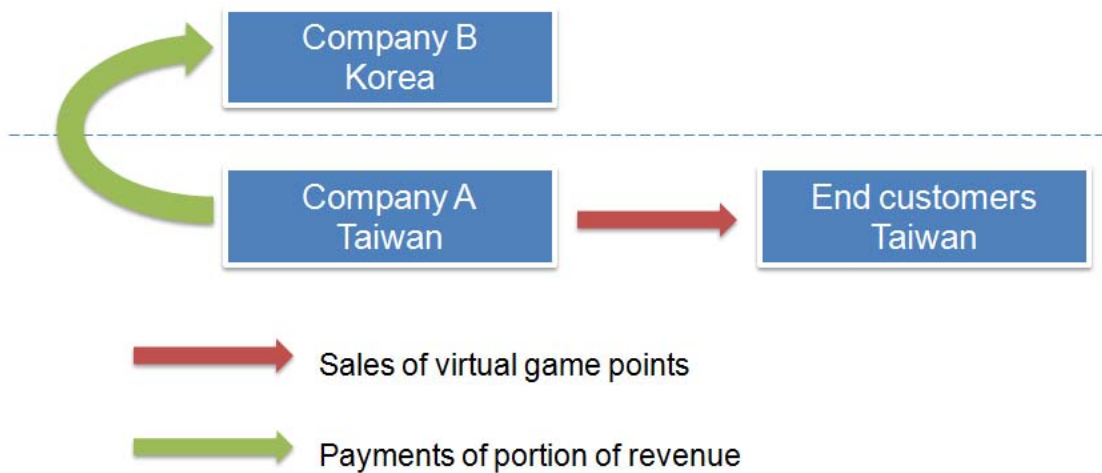 Company B
Korea
Company A
Taiwan
End customers
Taiwan
Sales of virtual game points
Payments of portion of revenue